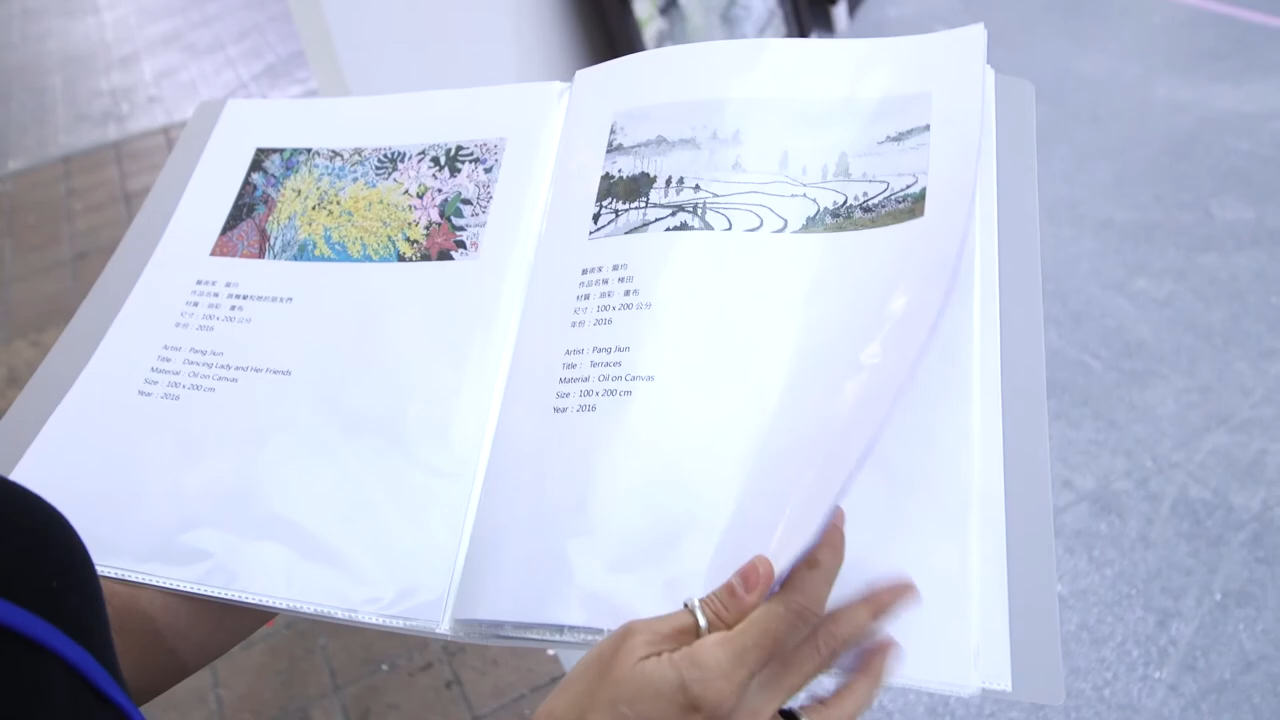 藝術家：龐均
作品名稱：跳舞蘭和她的朋友們
材質：油彩、畫布
尺寸：100 x 200 公分
年份：2016
Artist：Pang Jiun
Title： Dancing Lady and Her Friends
Material：Oil on Canvas
Size：100 x 200 cm
Year：2016
藝術家：龐均
作品名稱：梯田
材質：油彩、畫布
尺寸：100 x 200 公分
年份：2016
Artist：Pang Jiun
Title： Terraces
Material：Oil on Canvas
Size：100 x 200 cm
Year：2016